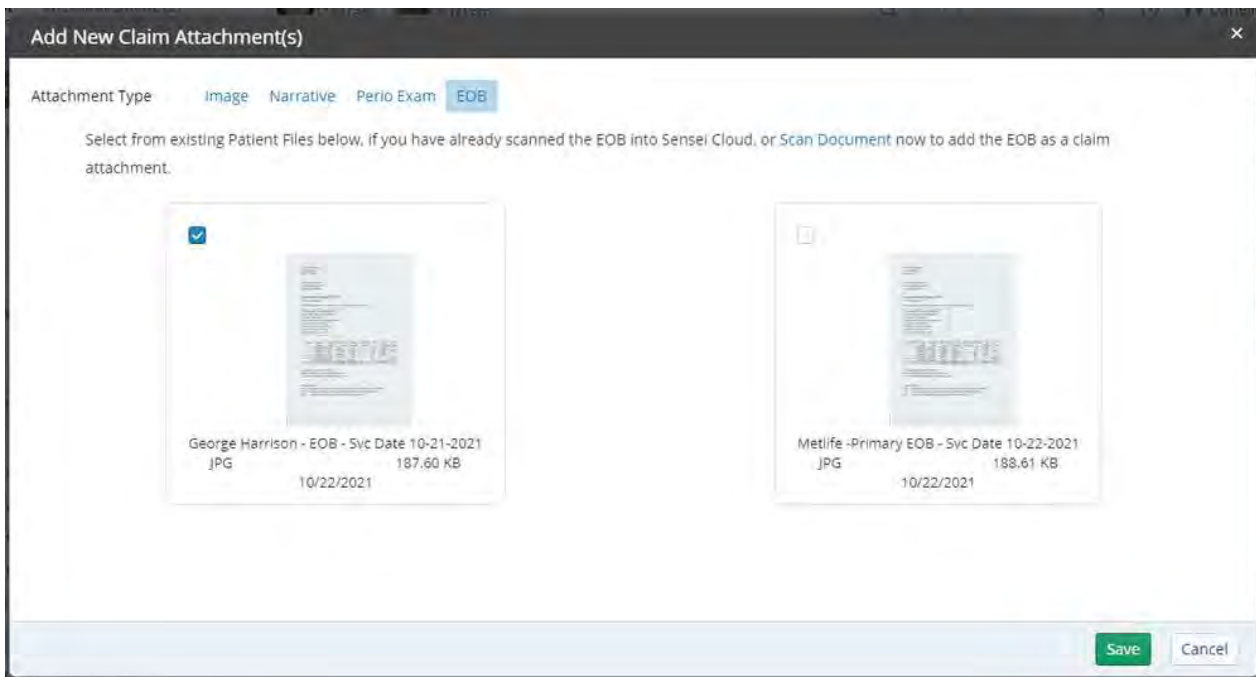 Add New Claim Attachment(s)
×
Attachment Type Image Narrative Perio Exam EOB
Select from existing Patient Files below, if you have already scanned the EOB into Sensei Cloud, or Scan Document now to add the EOB as a claim
attachment.
George Harrison - EOB - Svc Date 10-21-2021
JPG 187.60 KB
10/22/2021
Metlife -Primary EOB - Svc Date 10-22-2021
JPG 188.61 KB
10/22/2021
Save Cancel